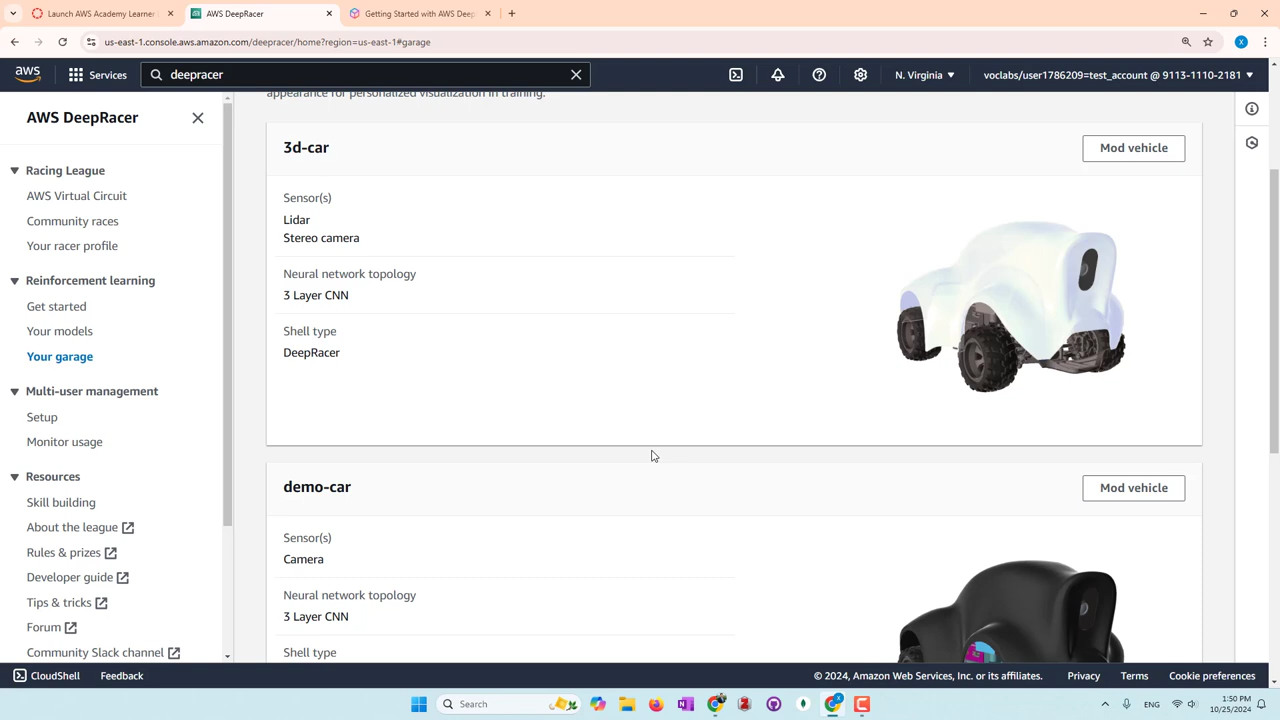 Launch AWS Academy Learner
AWS DeepRacer
Getting Started with AWS Deep
us-east-1.console.aws.amazon.com/deepracer/home?region=us-east-1#garage
X
aws
Services
deepracer
N. Virginia
voclabs/user1786209=test_account @ 9113-1110-2181
AWS DeepRacer
Racing League
AWS Virtual Circuit
Community races
Your racer profile
Reinforcement learning
Get started
Your models
Your garage
Multi-user management
Setup
Monitor usage
Resources
Skill building
About the league
Rules & prizes
Developer guide
Tips & tricks
Forum
Community Slack channel
appearance for personalized visualization in training.
3d-car
Mod vehicle
Sensor(s)
Lidar
Stereo camera
Neural network topology
3 Layer CNN
Shell type
DeepRacer
demo-car
Mod vehicle
Sensor(s)
Camera
Neural network topology
3 Layer CNN
Shell type
CloudShell
Feedback
© 2024, Amazon Web Services, Inc. or its affiliates.
Privacy
Terms
Cookie preferences
Search
1:50 PM
10/25/2024